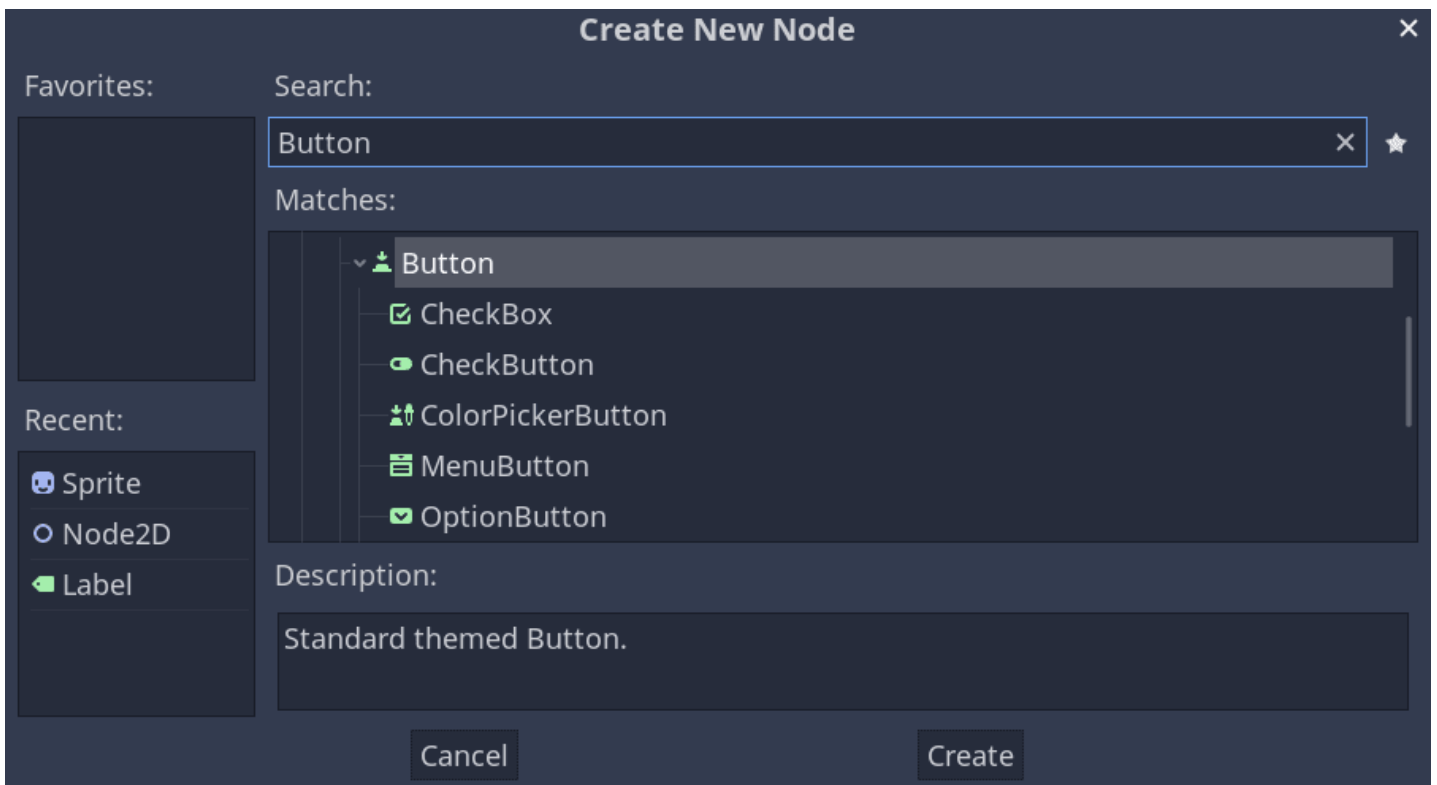 Create New Node
Favorites:
Search:
Button
Matches:
Button
CheckBox
CheckButton
ColorPickerButton
MenuButton
OptionButton
Recent:
Sprite
Node2D
Label
Description:
Standard themed Button.
Cancel
Create